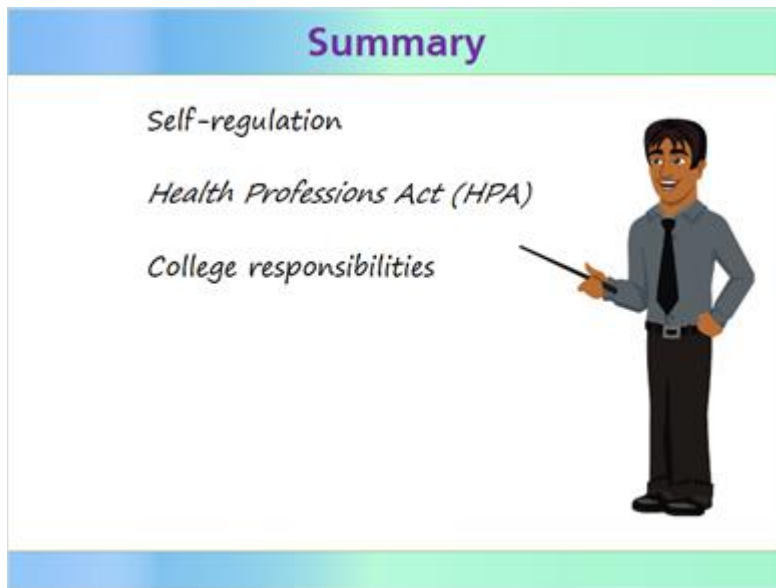 Summary
Self-regulation
Health Professions Act (HPA)
College responsibilities